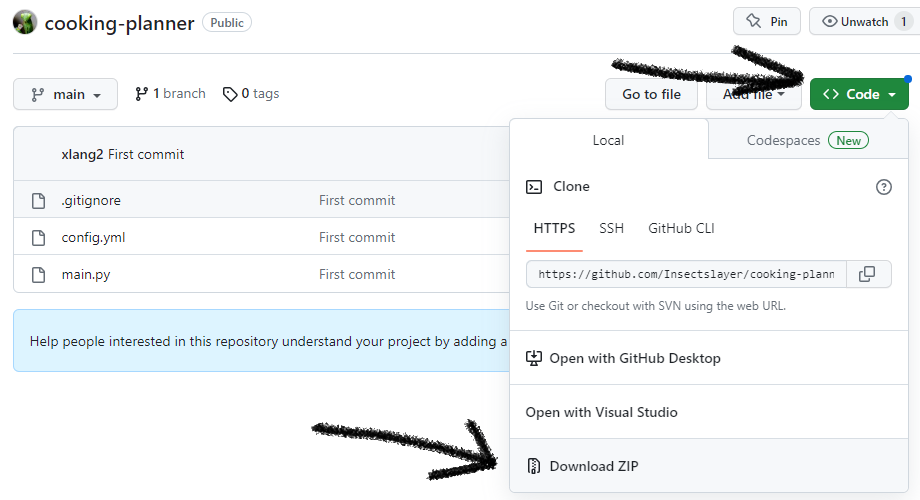 cooking-planner Public
Pin
Unwatch 1
main
1 branch
0 tags
Go to file
Add file
<> Code
xlang2 First commit
.gitignore First commit
config.yml First commit
main.py First commit
Help people interested in this repository understand your project by adding a
Local
Codespaces New
Clone
HTTPS SSH GitHub CLI
https://github.com/Insectslayer/cooking-plann
Use Git or checkout with SVN using the web URL.
Open with GitHub Desktop
Open with Visual Studio
Download ZIP